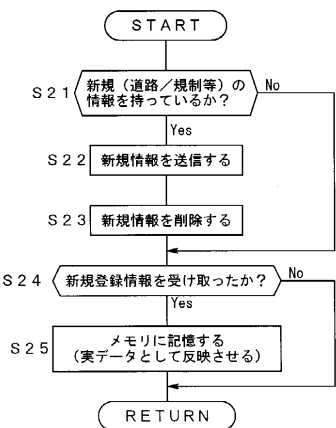 START
S21
新規（道路／規制等）の
情報を持っているか？
No
Yes
S22
新規情報を送信する
S23
新規情報を削除する
S24
新規登録情報を受け取ったか？
No
Yes
S25
メモリに記憶する
（実データとして反映させる）
RETURN